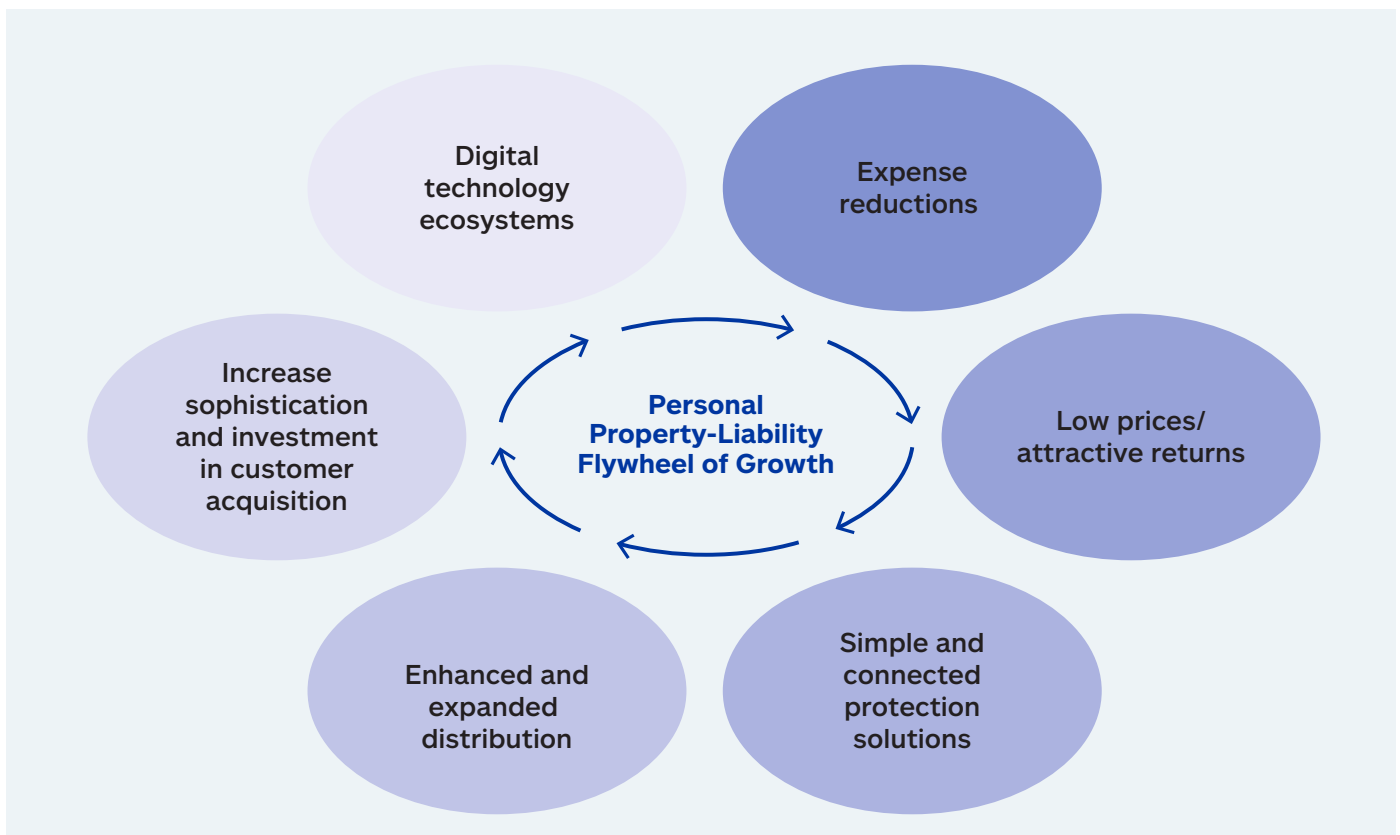 Digital
technology
ecosystems
Expense
reductions
Increase
sophistication
and investment
in customer
acquisition
Personal
Property-Liability
Flywheel of Growth
Low prices/
attractive returns
Enhanced and
expanded
distribution
Simple and
connected
protection
solutions